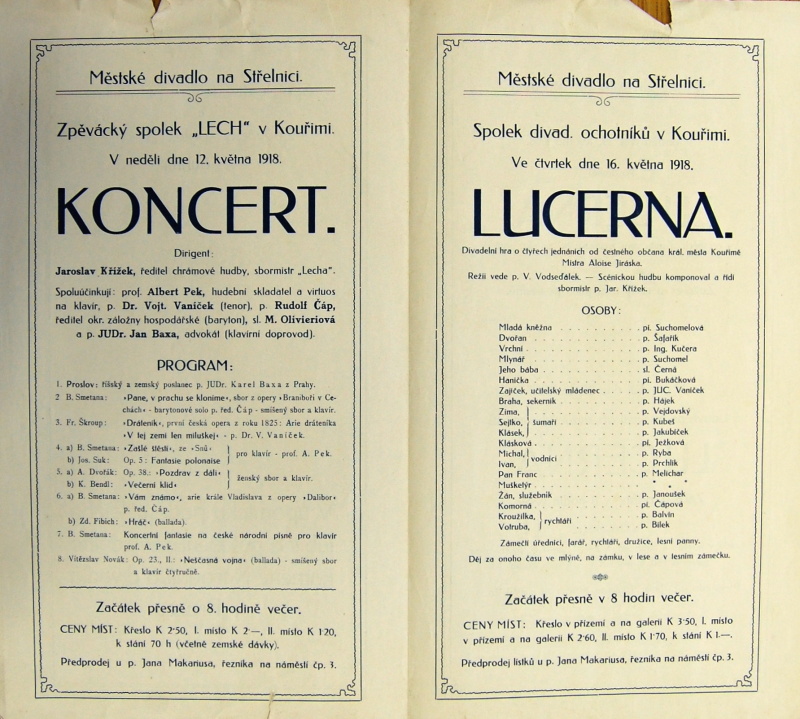 Městské divadlo na Střelnici.
Zpěvácký spolek „LECH“ v Kouřimi.
V neděli dne 12. května 1918.
KONCERT.
Dirigent:
Jaroslav Křížek, ředitel chrámové hudby, sbormistr „Lecha“.
Spoluúčinkují: prof. Albert Pek, hudební skladatel a virtuos
na klavír, p. Dr. Vojt. Vaníček (tenor), p. Rudolf Čáp,
ředitel okr. záložny hospodářské (baryton), sl. M. Olivieriová
a p. JUDr. Jan Baxa, advokát (klavírní doprovod).
PROGRAM:
1. Proslov: říšský a zemský poslanec p. JUDr. Karel Baxa z Prahy.
2 B. Smetana: »Pane, v prachu se kloníme«, sbor z opery »Braniboři v Če-
chách« - barytonové solo p. řed. Čáp - smíšený sbor a klavír.
3. Fr. Škroup: »Dráteník«, první česká opera z roku 1825: Arie dráteníka
»V tej zemi len miluškej« - p. Dr. V. Vaníček.
4. a) B. Smetana: »Zašlé štěstí«, ze »Snů«
b) Jos. Suk: Op. 5: Fantasie polonaise
pro klavír - prof. A. Pek.
5. a) A. Dvořák: Op. 38.: »Pozdrav z dáli«
b) K. Bendl: »Večerní klid«
ženský sbor a klavír.
6. a) B. Smetana: »Vám známo«, arie krále Vladislava z opery »Dalibor«
p. řed. Čáp.
b) Zd. Fibich: »Hráč« (ballada).
7. B. Smetana: Koncertní fantasie na české národní písně pro klavír
prof. A. Pek.
8. Vítězslav Novák: Op. 23., II.: »Nešťasná vojna« (ballada) - smíšený sbor
a klavír čtyřručně.
Začátek přesně o 8. hodině večer.
CENY MÍST: Křeslo K 2·50, I. místo K 2·—, II. místo K 1·20,
k stání 70 h (včetně zemské dávky).
Předprodej u p. Jana Makariusa, řezníka na náměstí čp. 3.
Městské divadlo na Střelnici.
Spolek divad. ochotníků v Kouřimi.
Ve čtvrtek dne 16. května 1918.
LUCERNA.
Divadelní hra o čtyřech jednáních od čestného občana král. města Kouřimě
Mistra Aloise Jiráska.
Režii vede p. V. Vodseďálek. — Scénickou hudbu komponoval a řídí
sbormistr p. Jar. Křížek.
OSOBY:
Mladá kněžna . . . . . . . . . . pí. Suchomelová
Dvořan . . . . . . . . . . p. Šafařík
Vrchní . . . . . . . . . . p. Ing. Kučera
Mlynář . . . . . . . . . . p. Suchomel
Jeho bába . . . . . . . . . . sl. Černá
Hanička . . . . . . . . . . pí. Bukáčková
Zajíček, učitelský mládenec . . . . . p. JUC. Vaníček
Braha, sekerník . . . . . . . . . . p. Hájek
Zima, . . . . . . . . p. Vejdovský
Sejtko, šumaři . . . . . . . . p. Kubeš
Klásek, . . . . . . . . p. Jakubíček
Klásková . . . . . . . . . . pí. Ježková
Michal, . . . . . . . . p. Ryba
vodníci
Ivan, . . . . . . . . p. Prchlík
Pan Franc . . . . . . . . . . p. Melichar
Mušketýr . . . . . . . . . . * * *
Žán, služebník . . . . . . . . . . p. Janoušek
Komorná . . . . . . . . . . pí. Čápová
Kroužilka, . . . . . . . . p. Balvín
rychtáři
Votruba, . . . . . . . . p. Bílek
Zámečtí úředníci, farář, rychtáři, družice, lesní panny.
Děj za onoho času ve mlýně, na zámku, v lese a v lesním zámečku.
Začátek přesně v 8 hodin večer.
CENY MÍST: Křeslo v přízemí a na galerii K 3·50, I. místo
v přízemí a na galerii K 2·60, II. místo K 1·70, k stání K 1·—.
Předprodej lístků u p. Jana Makariusa, řezníka na náměstí čp. 3.